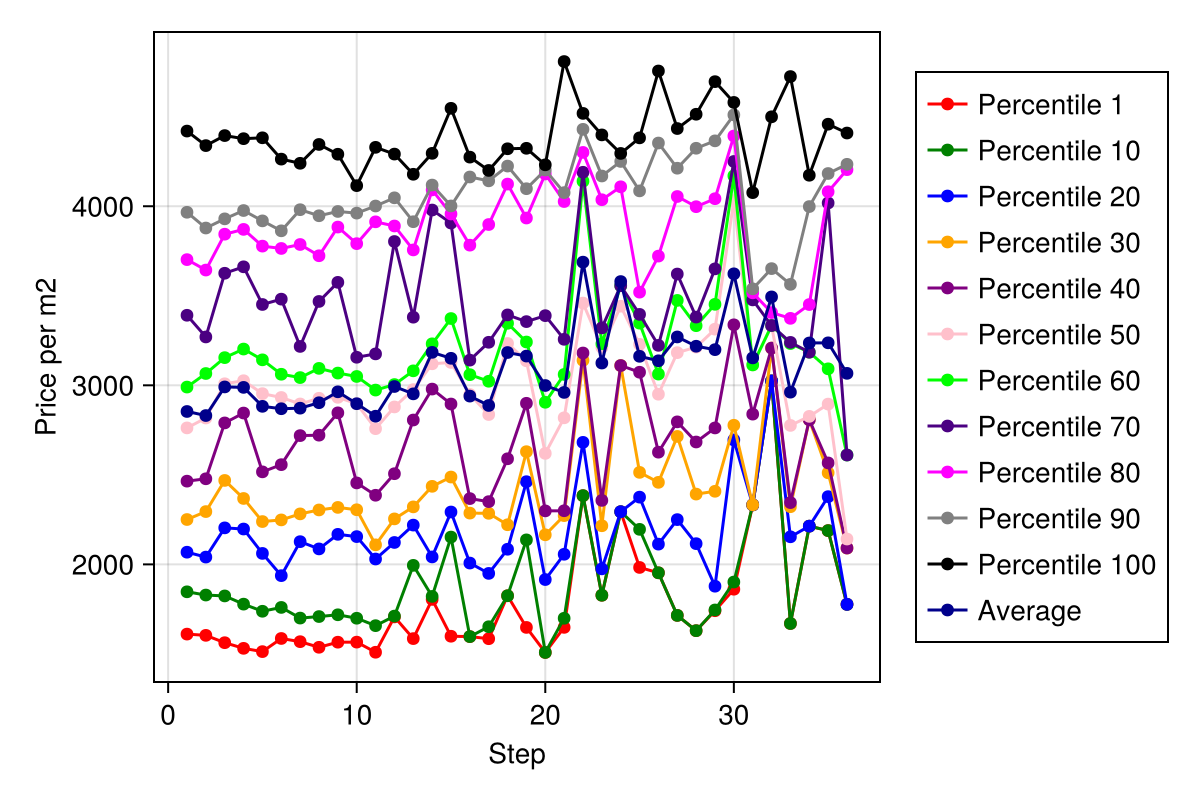 4000
3000
2000
Price per m2
0 10 20 30
Step
Percentile 1
Percentile 10
Percentile 20
Percentile 30
Percentile 40
Percentile 50
Percentile 60
Percentile 70
Percentile 80
Percentile 90
Percentile 100
Average